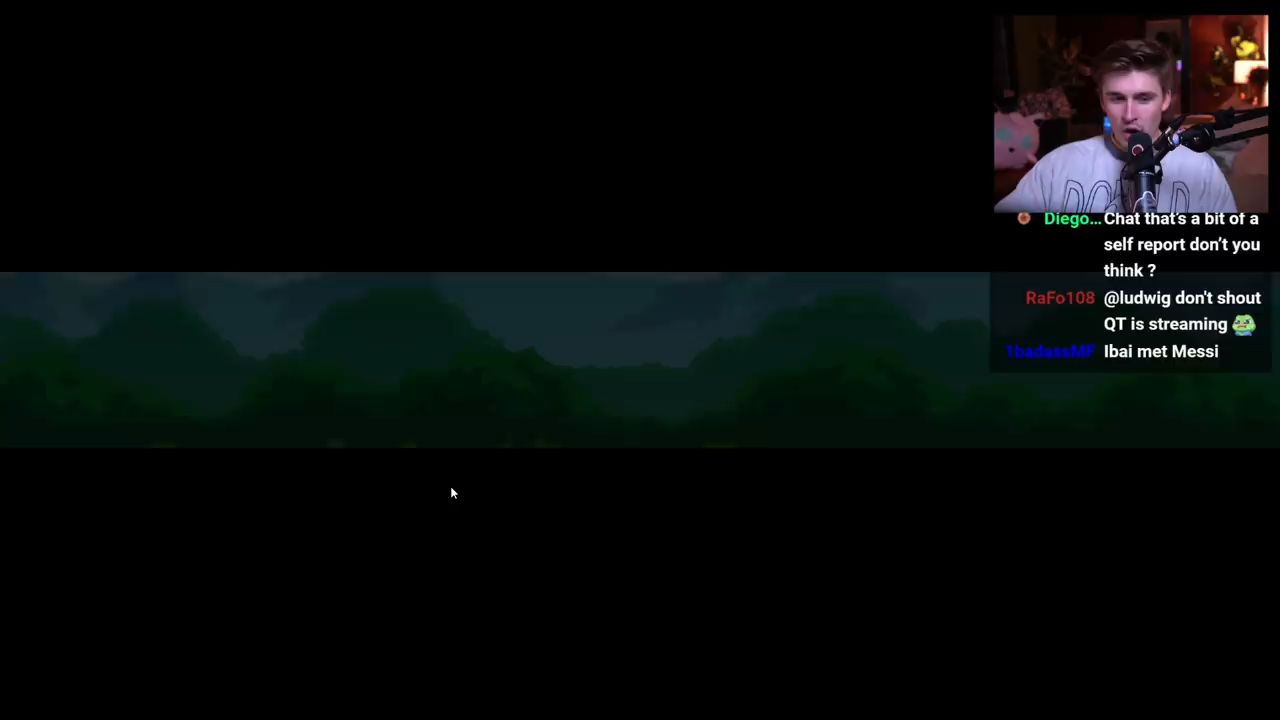 Diego… Chat that's a bit of a
self report don't you
think ?
RaFo108 @ludwig don't shout
QT is streaming
1badassMF Ibai met Messi